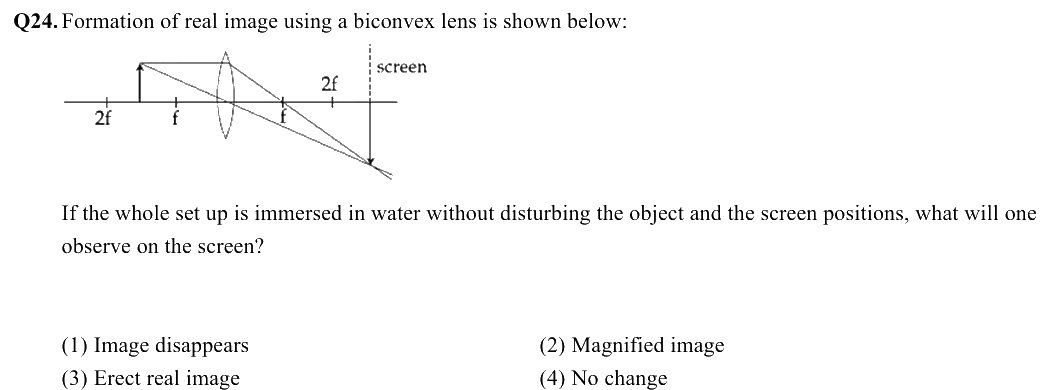 Q24. Formation of real image using a biconvex lens is shown below:
screen
2f
2f
f
f
If the whole set up is immersed in water without disturbing the object and the screen positions, what will one
observe on the screen?
(1) Image disappears
(2) Magnified image
(3) Erect real image
(4) No change